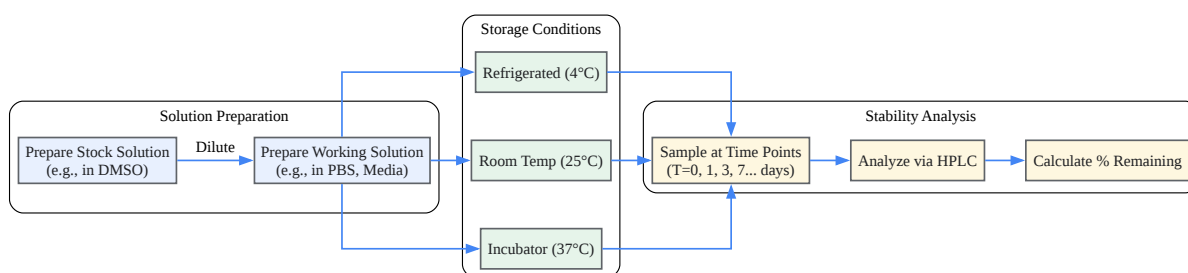 Storage Conditions
Refrigerated (4°C)
Solution Preparation
Stability Analysis
Prepare Stock Solution
(e.g., in DMSO)
Dilute
Prepare Working Solution
(e.g., in PBS, Media)
Room Temp (25°C)
Sample at Time Points
(T=0, 1, 3, 7... days)
Analyze via HPLC
Calculate % Remaining
Incubator (37°C)